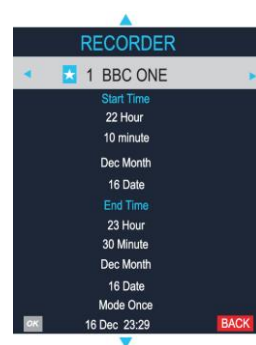 RECORDER
1 BBC ONE
Start Time
22 Hour
10 minute
Dec Month
16 Date
End Time
23 Hour
30 Minute
Dec Month
16 Date
Mode Once
OK 16 Dec 23:29 BACK